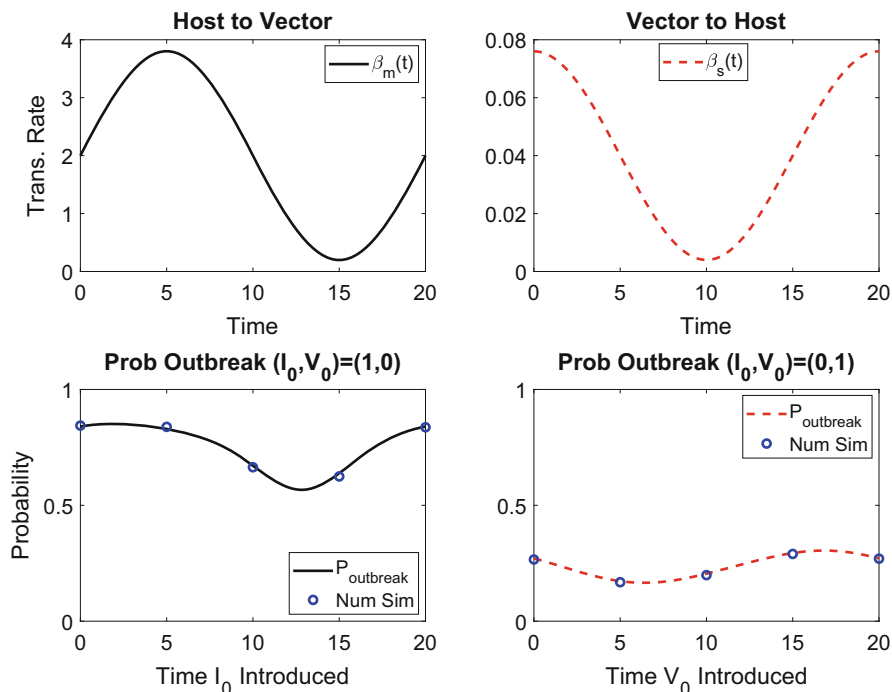 Host to Vector
4
3
2
1
0
Trans. Rate
β_m(t)
0 5 10 15 20
Time
Vector to Host
0.08
0.06
0.04
0.02
0
β_s(t)
0 5 10 15 20
Time
Prob Outbreak (I_0,V_0)=(1,0)
1
0.5
0
Probability
P_outbreak
Num Sim
0 5 10 15 20
Time I_0 Introduced
Prob Outbreak (I_0,V_0)=(0,1)
1
0.5
0
P_outbreak
Num Sim
0 5 10 15 20
Time V_0 Introduced